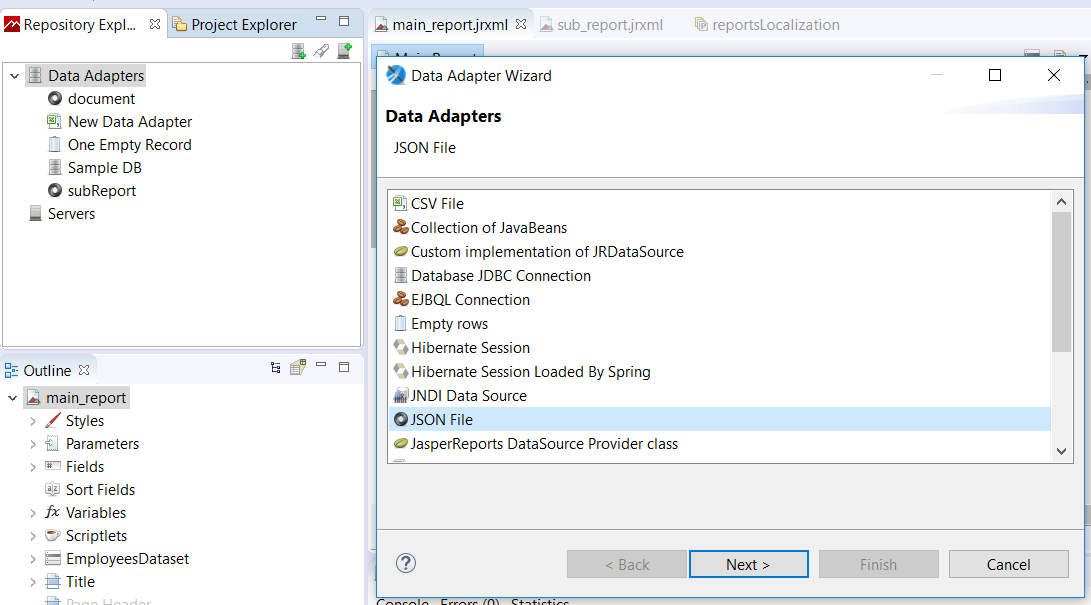 Repository Expl...
Project Explorer
Data Adapters
document
New Data Adapter
One Empty Record
Sample DB
subReport
Servers
Outline
main_report
Styles
Parameters
Fields
Sort Fields
Variables
Scriptlets
EmployeesDataset
Title
Page Header
main_report.jrxml
sub_report.jrxml
reportsLocalization
Main Report
Data Adapter Wizard
Data Adapters
JSON File
CSV File
Collection of JavaBeans
Custom implementation of JRDataSource
Database JDBC Connection
EJBQL Connection
Empty rows
Hibernate Session
Hibernate Session Loaded By Spring
JNDI Data Source
JSON File
JasperReports DataSource Provider class
< Back
Next >
Finish
Cancel
Console Errors (0) Statistics